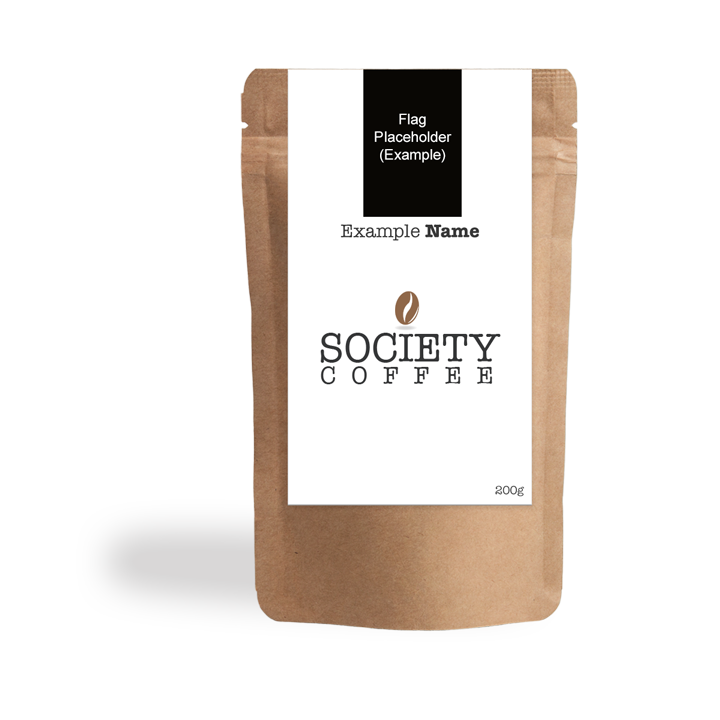 Flag
Placeholder
(Example)
Example Name
SOCIETY
COFFEE
200g